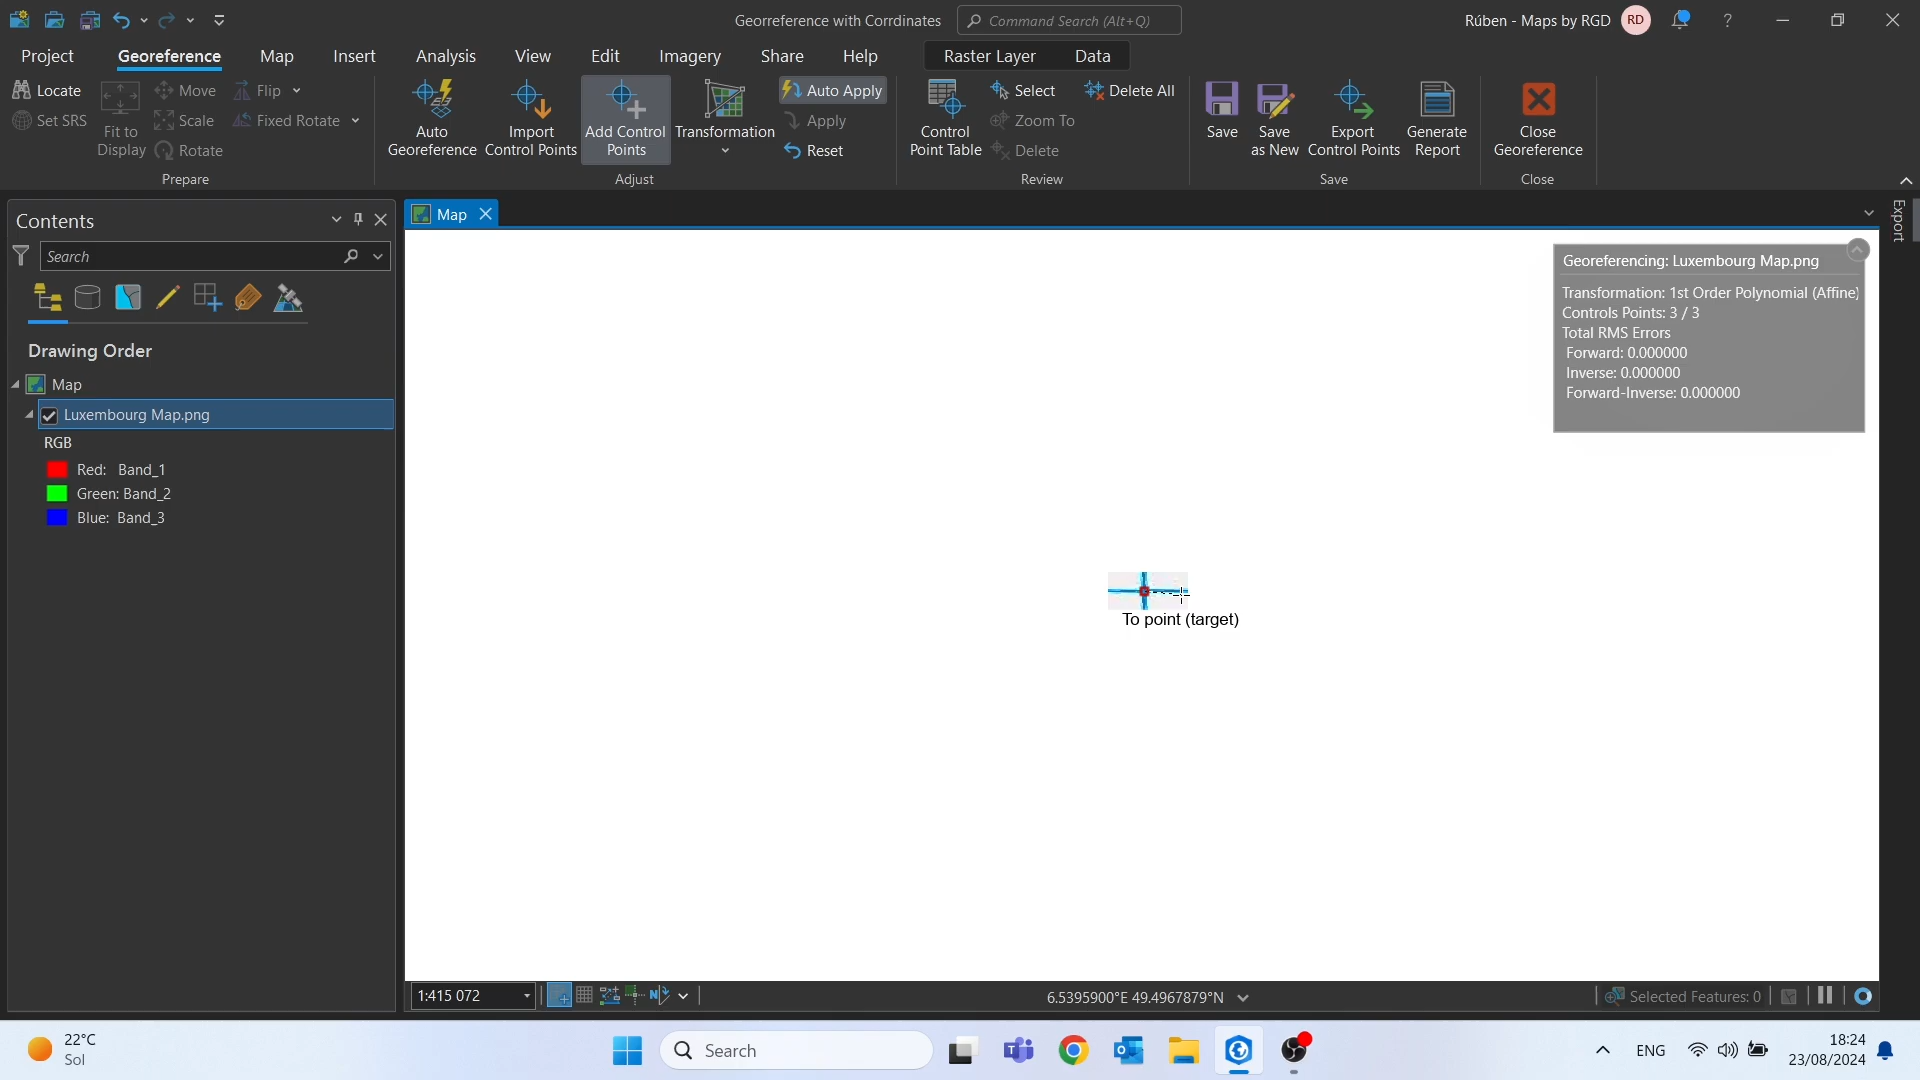 Georreference with Corrdinates
Command Search (Alt+Q)
Rúben - Maps by RGD
RD
?
Project
Georeference
Map
Insert
Analysis
View
Edit
Imagery
Share
Help
Raster Layer
Data
Locate
Set SRS
Fit to
Display
Move
Scale
Rotate
Flip
Fixed Rotate
Prepare
Auto
Georeference
Import
Control Points
Add Control
Points
Transformation
Auto Apply
Apply
Reset
Adjust
Control
Point Table
Select
Zoom To
Delete
Delete All
Review
Save
Save
as New
Export
Control Points
Generate
Report
Save
Close
Georeference
Close
Contents
Search
Drawing Order
Map
Luxembourg Map.png
RGB
Red: Band_1
Green: Band_2
Blue: Band_3
Map
Export
Georeferencing: Luxembourg Map.png
Transformation: 1st Order Polynomial (Affine)
Controls Points: 3 / 3
Total RMS Errors
Forward: 0.000000
Inverse: 0.000000
Forward-Inverse: 0.000000
To point (target)
1:415 072
6.5395900°E 49.4967879°N
Selected Features: 0
22°C
Sol
Search
ENG
18:24
23/08/2024